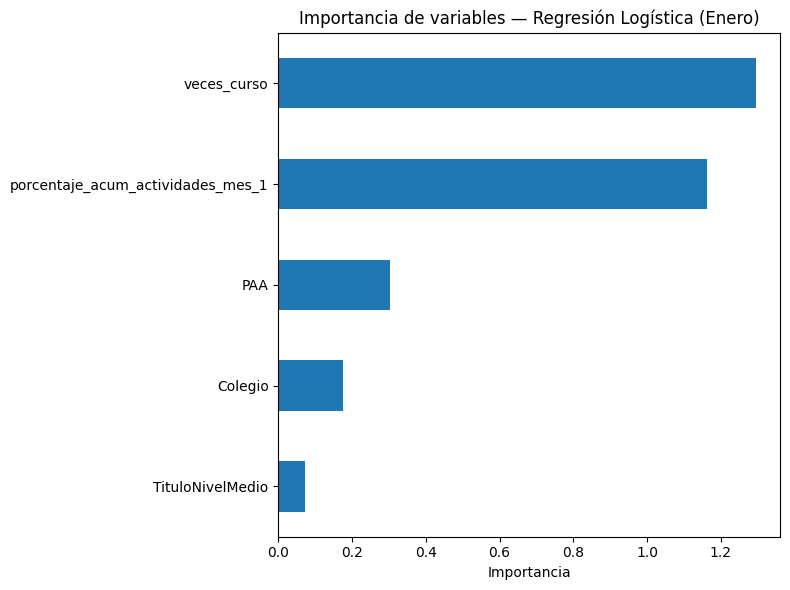 Importancia de variables — Regresión Logística (Enero)
veces_curso
porcentaje_acum_actividades_mes_1
PAA
Colegio
TituloNivelMedio
0.0 0.2 0.4 0.6 0.8 1.0 1.2
Importancia